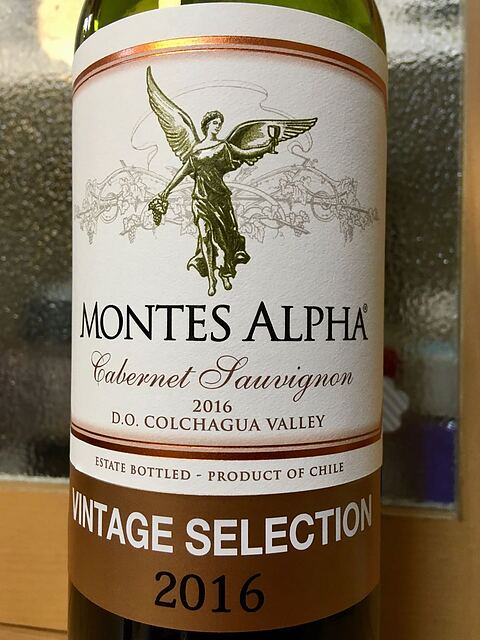 MONTES ALPHA®
Cabernet Sauvignon
2016
D.O. COLCHAGUA VALLEY
ESTATE BOTTLED - PRODUCT OF CHILE
VINTAGE SELECTION
2016